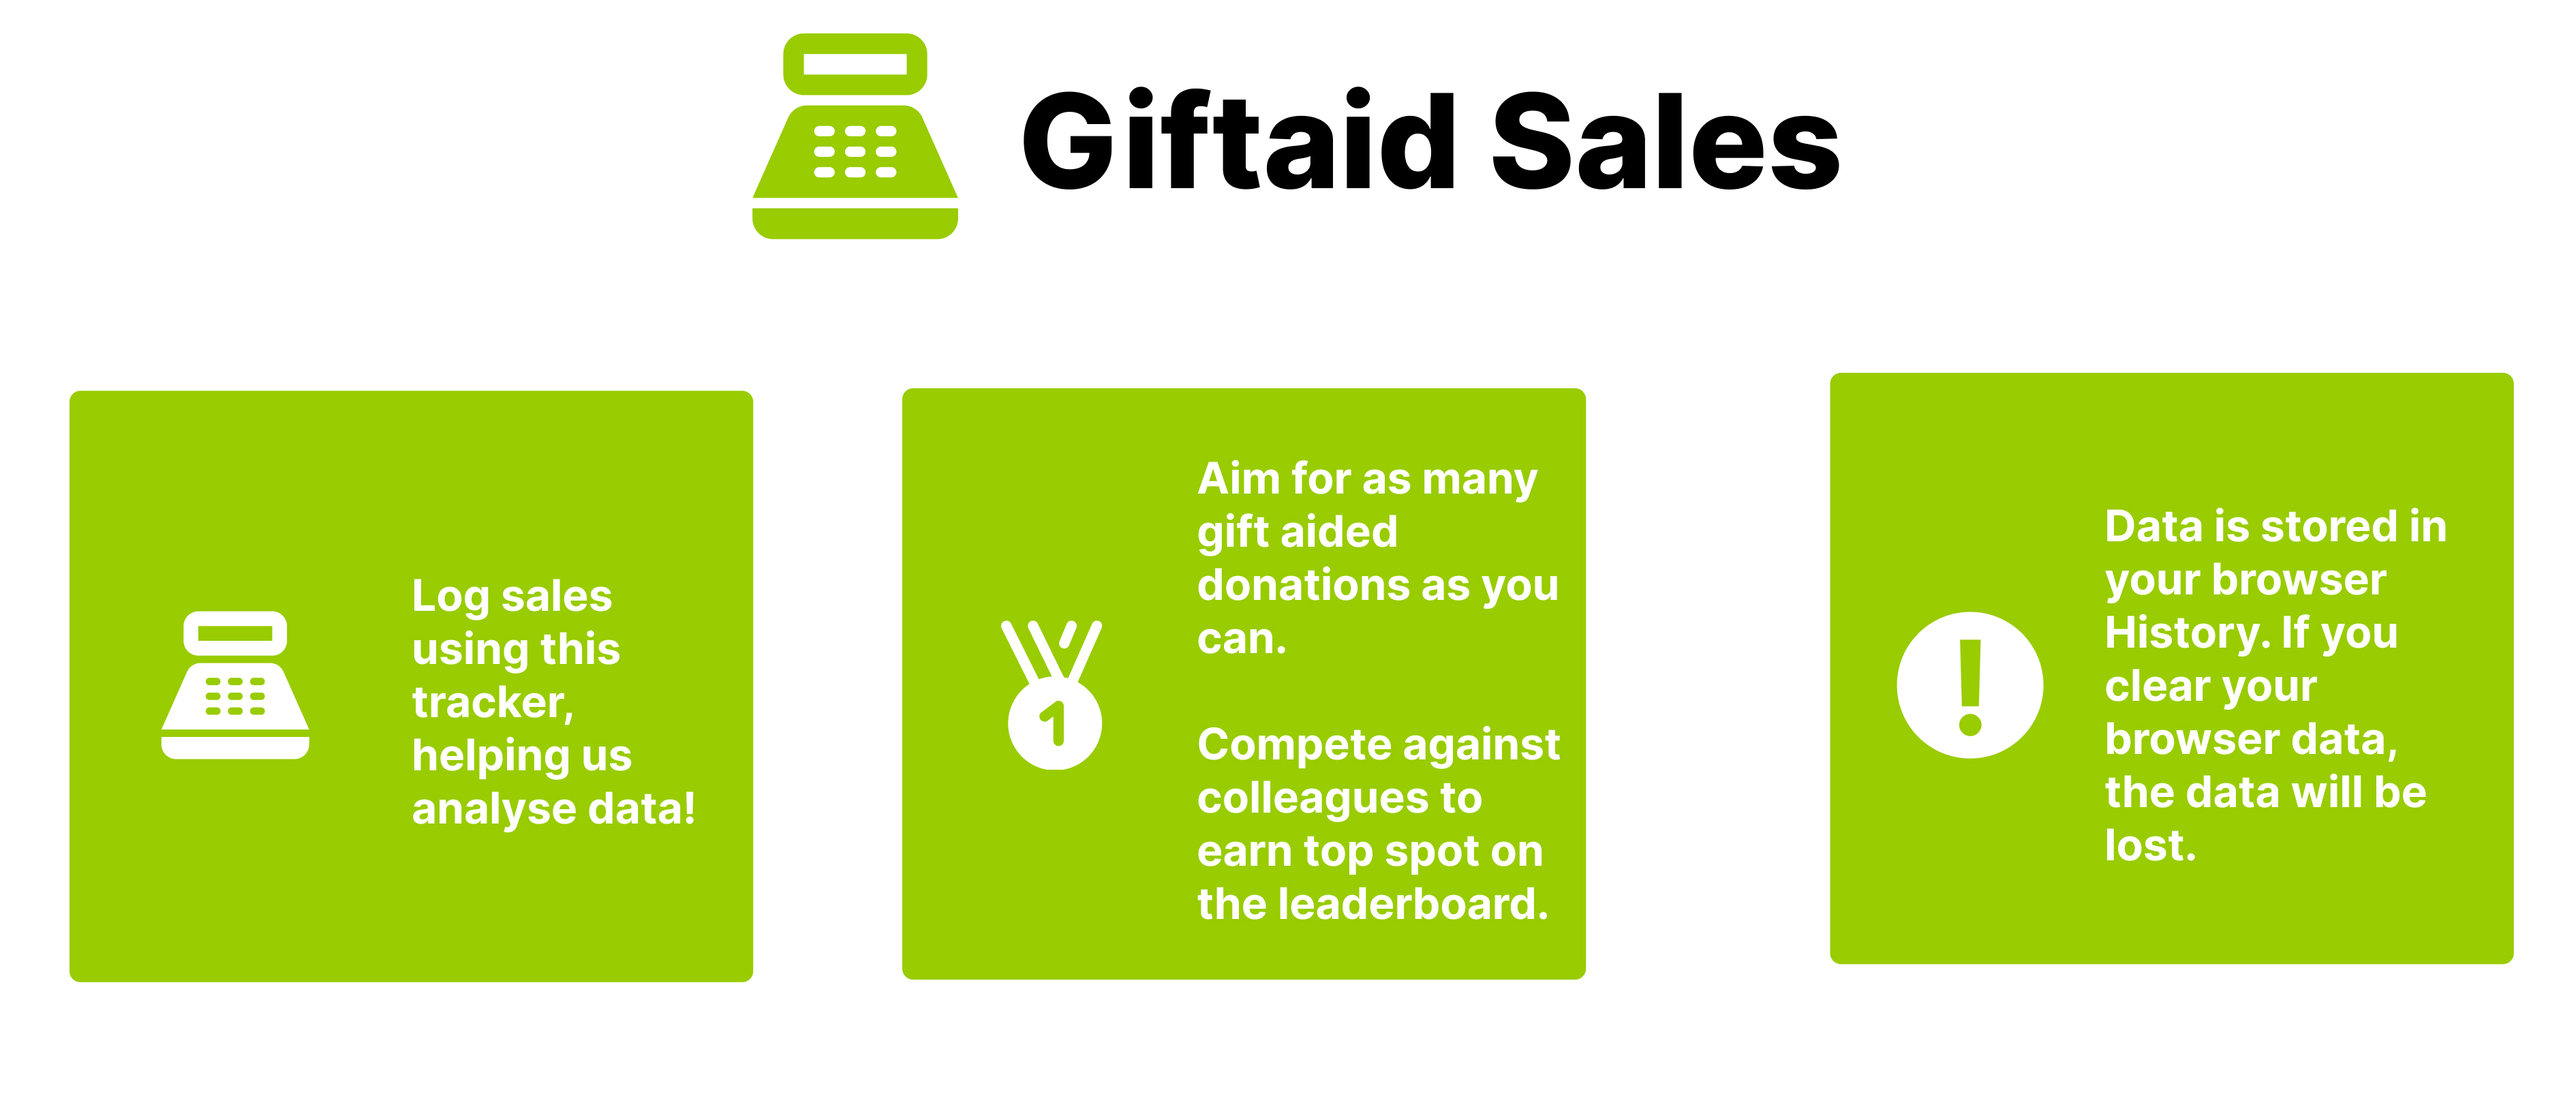 Giftaid Sales
Log sales
using this
tracker,
helping us
analyse data!
1
Aim for as many
gift aided
donations as you
can.
Compete against
colleagues to
earn top spot on
the leaderboard.
!
Data is stored in
your browser
History. If you
clear your
browser data,
the data will be
lost.